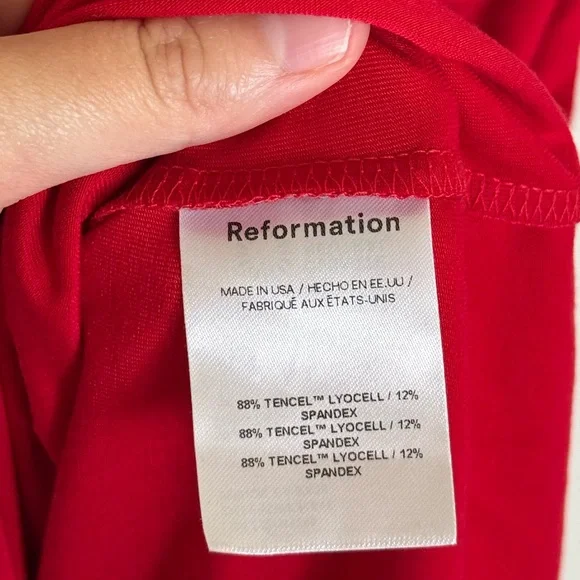 Reformation
MADE IN USA / HECHO EN EE.UU /
FABRIQUÉ AUX ÉTATS-UNIS
88% TENCEL™ LYOCELL / 12%
SPANDEX
88% TENCEL™ LYOCELL / 12%
SPANDEX
88% TENCEL™ LYOCELL / 12%
SPANDEX